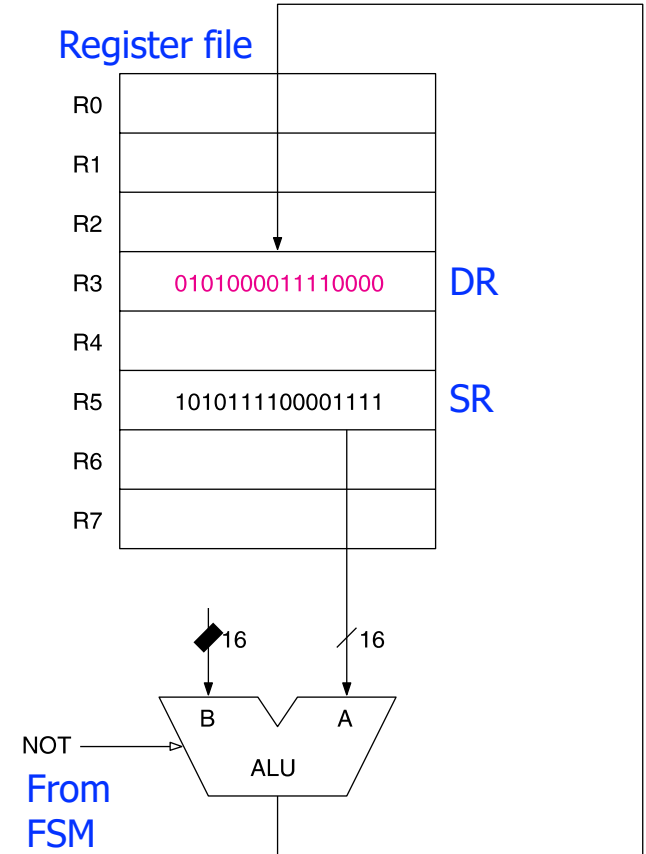 Register file
R0
R1
R2
R3 0101000011110000 DR
R4
R5 1010111100001111 SR
R6
R7
16 16
B A
NOT
ALU
From
FSM